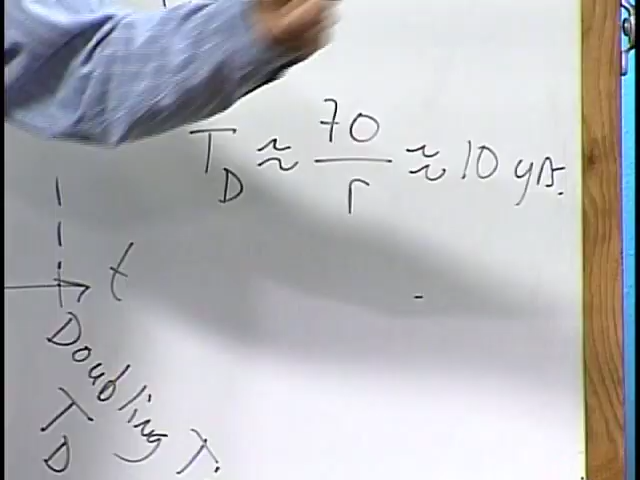 T_D ≈ 70/r ≈ 10 yrs.
t
Doubling T.
T_D